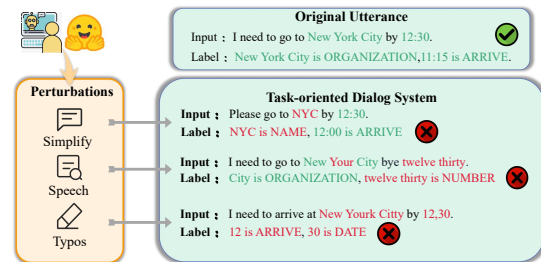 Original Utterance
Input : I need to go to New York City by 12:30.
Label : New York City is ORGANIZATION,11:15 is ARRIVE.
Perturbations
Simplify
Speech
Typos
Task-oriented Dialog System
Input : Please go to NYC by 12:30.
Label : NYC is NAME, 12:00 is ARRIVE
Input : I need to go to New Your City bye twelve thirty.
Label : City is ORGANIZATION, twelve thirty is NUMBER
Input : I need to arrive at New Yourk Citty by 12,30.
Label : 12 is ARRIVE, 30 is DATE